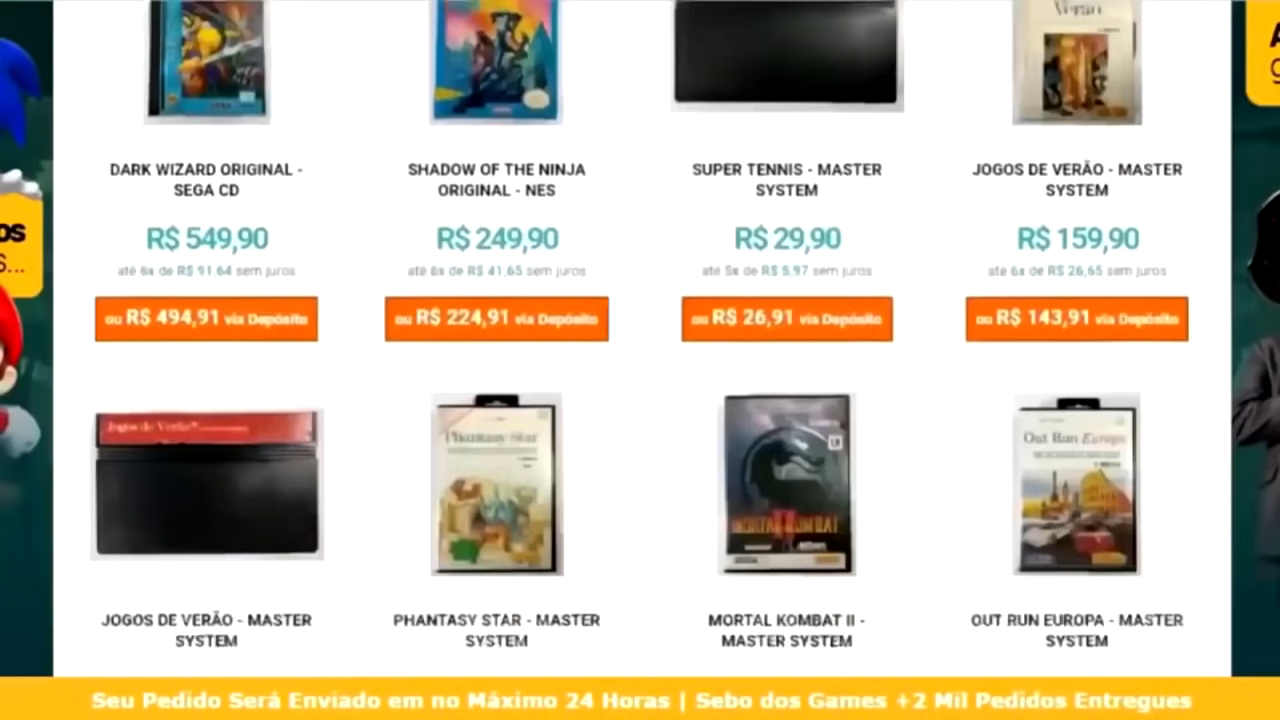 Verão
DARK WIZARD ORIGINAL -
SEGA CD
R$ 549,90
até 6x de R$ 91,64 sem juros
ou R$ 494,91 via Depósito
SHADOW OF THE NINJA
ORIGINAL - NES
R$ 249,90
até 6x de R$ 41,65 sem juros
ou R$ 224,91 via Depósito
SUPER TENNIS - MASTER
SYSTEM
R$ 29,90
até 5x de R$ 5,97 sem juros
ou R$ 26,91 via Depósito
JOGOS DE VERÃO - MASTER
SYSTEM
R$ 159,90
até 6x de R$ 26,65 sem juros
ou R$ 143,91 via Depósito
Jogos de Verão
Phantasy Star
MORTAL KOMBAT
II
Out Run Europa
JOGOS DE VERÃO - MASTER
SYSTEM
PHANTASY STAR - MASTER
SYSTEM
MORTAL KOMBAT II -
MASTER SYSTEM
OUT RUN EUROPA - MASTER
SYSTEM
Seu Pedido Será Enviado em no Máximo 24 Horas | Sebo dos Games +2 Mil Pedidos Entregues